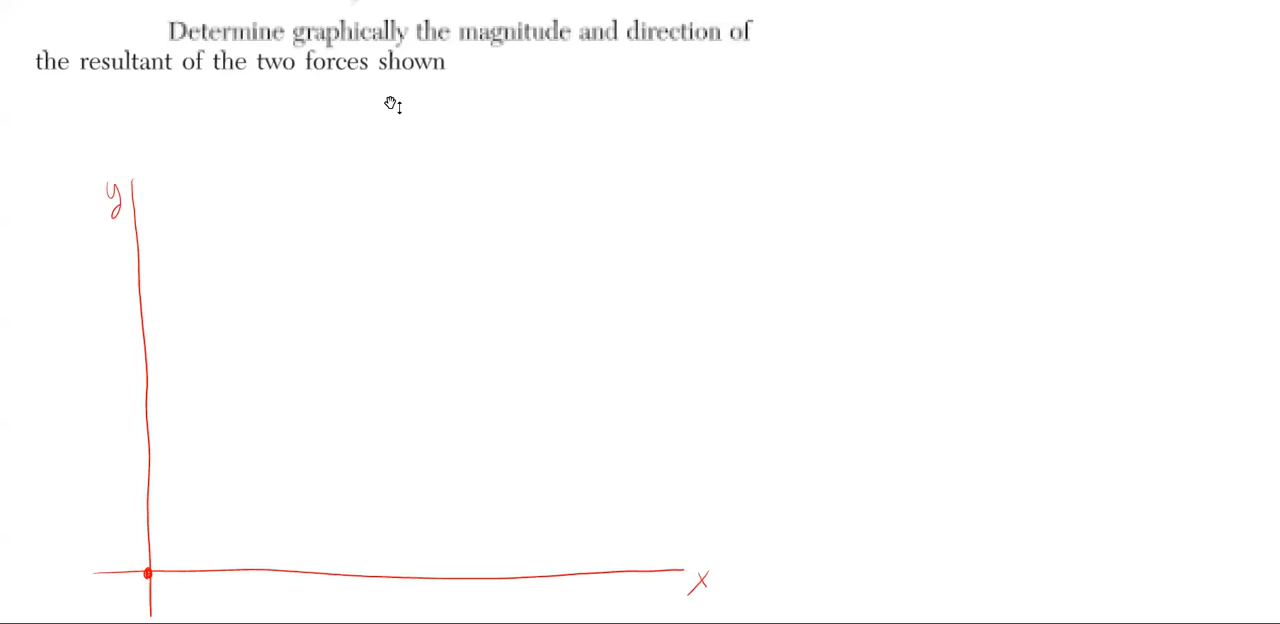 Determine graphically the magnitude and direction of
the resultant of the two forces shown
y
x